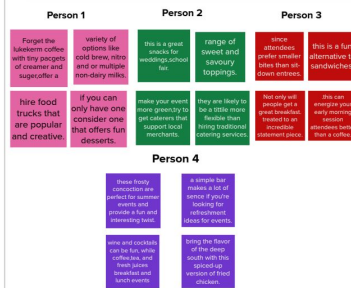 Person 1
Person 2
Person 3
Forget the
lukekerm coffee
with tiny pacgets
of creamer and
suger,offer a
variety of
options like
cold brew, nitro
and or multiple
non-dairy milks.
this is a great
snacks for
weddings,school
fair.
range of
sweet and
savoury
toppings.
since
attendees
prefer smaller
bites than sit-
down entrees.
this is a fun
alternative t
sandwiches
hire food
trucks that
are popular
and creative.
if you can
only have one
consider one
that offers fun
desserts.
make your event
more green,try to
get caterers that
support local
merchants.
they are likely to
be a tittle more
flexible than
hiring traditional
catering services.
Not only will
people get a
great breakfast.
treated to an
incredible
statement piece.
,this can
energize your
early morning
session
attendees bette
than a coffee,
Person 4
these frosty
concoction are
perfect for summer
events and
provide a fun and
interesting twist.
a simple bar
makes a lot of
sence if you're
looking for
refreshment
ideas for events.
wine and cocktails
can be fun, while
coffee,tea, and
fresh juices
breakfast and
lunch events
bring the flavor
of the deep
south with this
spiced-up
version of fried
chicken.